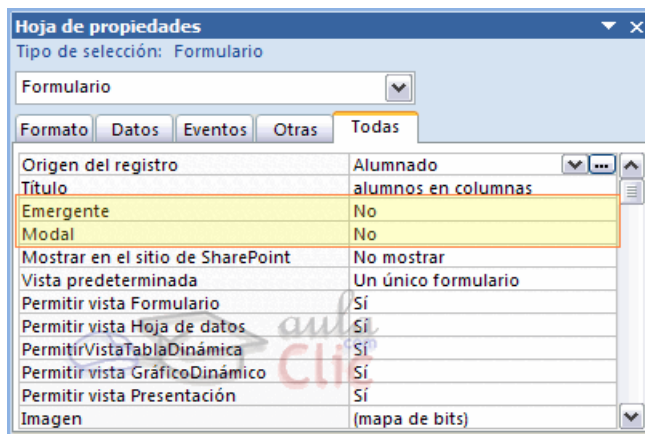 Hoja de propiedades
Tipo de selección: Formulario
Formulario
Formato Datos Eventos Otras Todas
Origen del registro Alumnado
Título alumnos en columnas
Emergente No
Modal No
Mostrar en el sitio de SharePoint No mostrar
Vista predeterminada Un único formulario
Permitir vista Formulario Sí
Permitir vista Hoja de datos Sí
PermitirVistaTablaDinámica Sí
Permitir vista GráficoDinámico Sí
Permitir vista Presentación Sí
Imagen (mapa de bits)
aula
Clic
.com